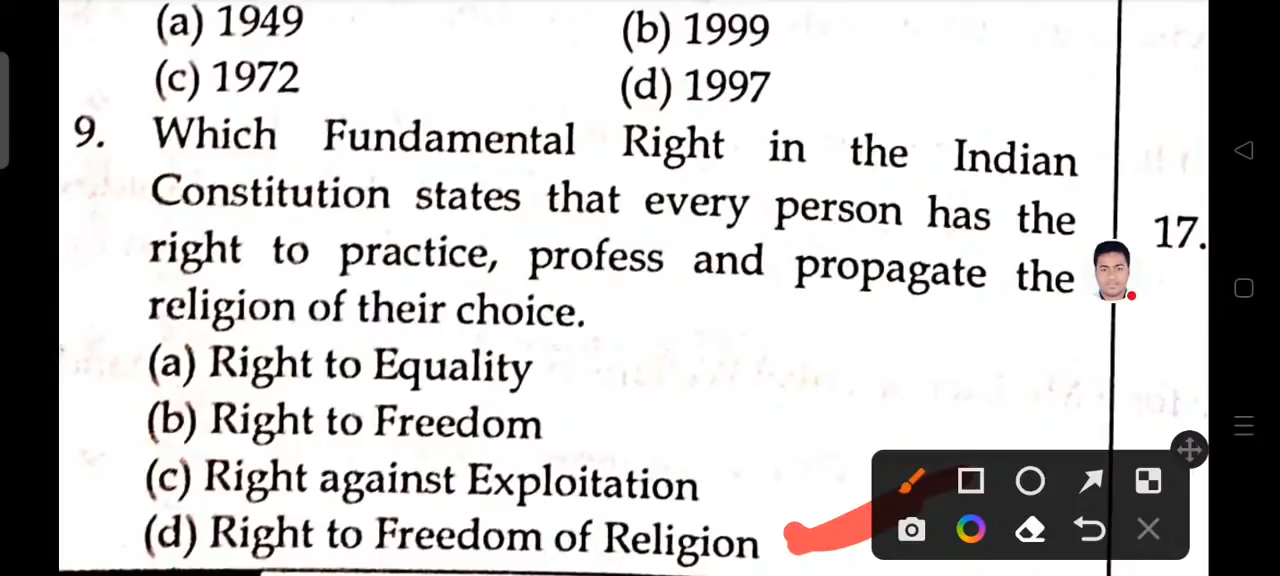 (a) 1949 (b) 1999
(c) 1972 (d) 1997
9. Which Fundamental Right in the Indian
Constitution states that every person has the
right to practice, profess and propagate the
religion of their choice.
(a) Right to Equality
(b) Right to Freedom
(c) Right against Exploitation
(d) Right to Freedom of Religion
17.